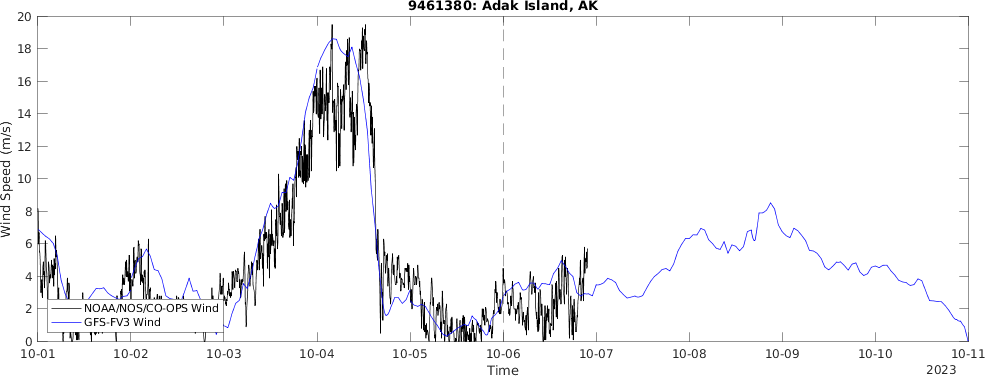 9461380: Adak Island, AK
20
18
16
14
12
10
8
6
4
2
0
Wind Speed (m/s)
NOAA/NOS/CO-OPS Wind
GFS-FV3 Wind
10-01 10-02 10-03 10-04 10-05 10-06 10-07 10-08 10-09 10-10 10-11
Time
2023